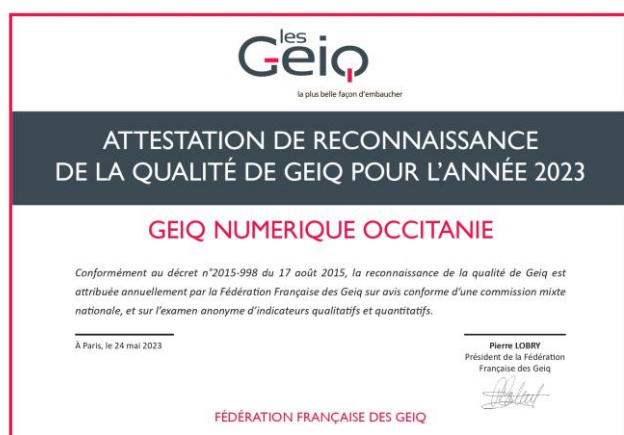 les
Geiq
la plus belle façon d'embaucher
ATTESTATION DE RECONNAISSANCE
DE LA QUALITÉ DE GEIQ POUR L'ANNÉE 2023
GEIQ NUMERIQUE OCCITANIE
Conformément au décret n°2015-998 du 17 août 2015, la reconnaissance de la qualité de Geiq est
attribuée annuellement par la Fédération Française des Geiq sur avis conforme d'une commission mixte
nationale, et sur l'examen anonyme d'indicateurs qualitatifs et quantitatifs.
À Paris, le 24 mai 2023
Pierre LOBRY
Président de la Fédération
Française des Geiq
FÉDÉRATION FRANÇAISE DES GEIQ